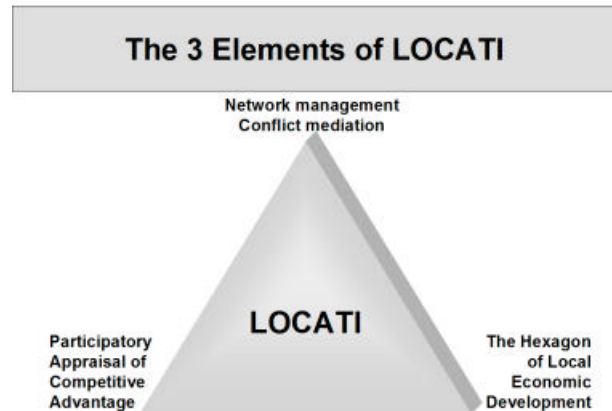 The 3 Elements of LOCATI
Network management
Conflict mediation
LOCATI
Participatory
Appraisal of
Competitive
Advantage
The Hexagon
of Local
Economic
Development